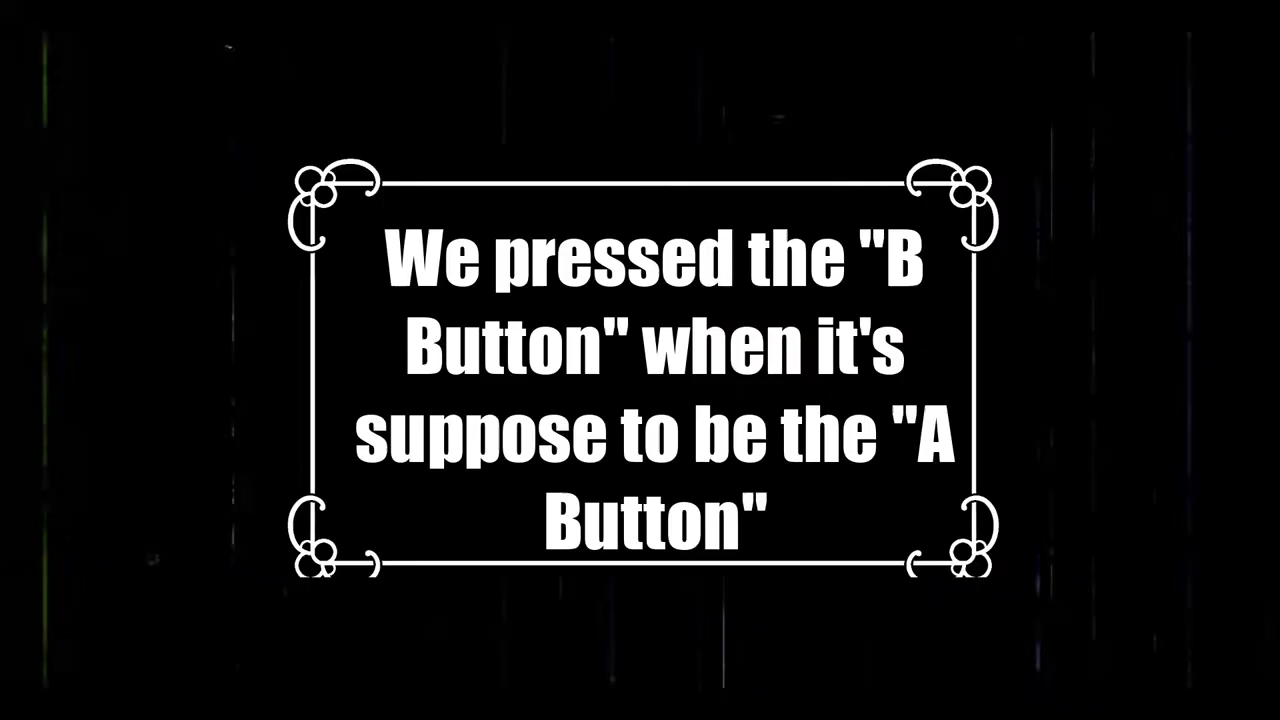 We pressed the "B
Button" when it's
suppose to be the "A
Button"